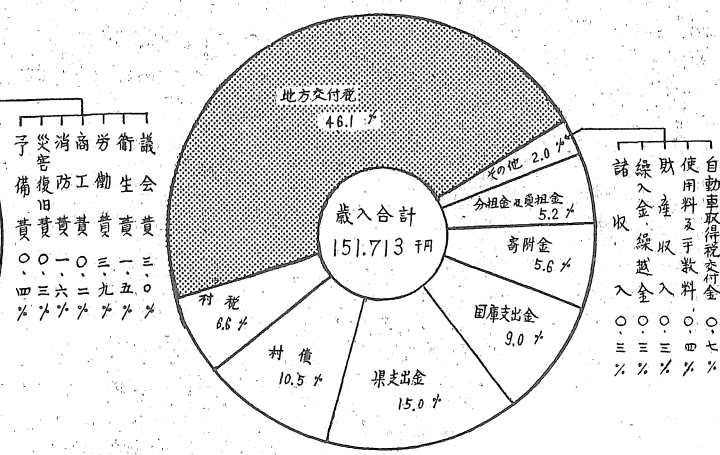 地方交付税
46.1 %
その他 2.0 %
分担金及負担金
5.2 %
寄附金
5.6 %
国庫支出金
9.0 %
県支出金
15.0 %
村債
10.5 %
村税
6.6 %
歳入合計
151.713 千円
自動車取得税交付金 〇.七%
使用料及手数料 〇.四%
財産収入 〇.三%
繰入金.繰越金 〇.三%
諸収入 〇.三%
議会費 三.〇%
衛生費 一.五%
労働費 三.九%
商工費 〇.二%
消防費 一.六%
災害復旧費 〇.三%
予備費 〇.四%